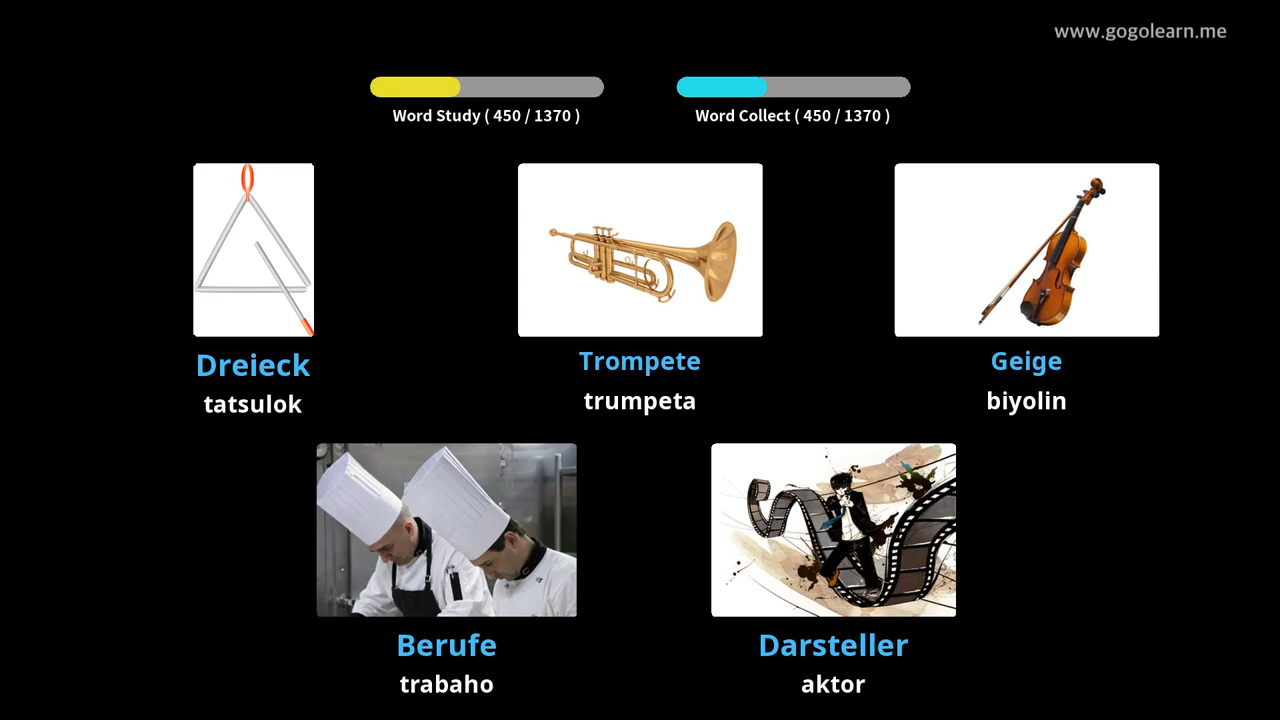 www.gogolearn.me
Word Study ( 450 / 1370 )
Word Collect ( 450 / 1370 )
Dreieck
tatsulok
Trompete
trumpeta
Geige
biyolin
Berufe
trabaho
Darsteller
aktor